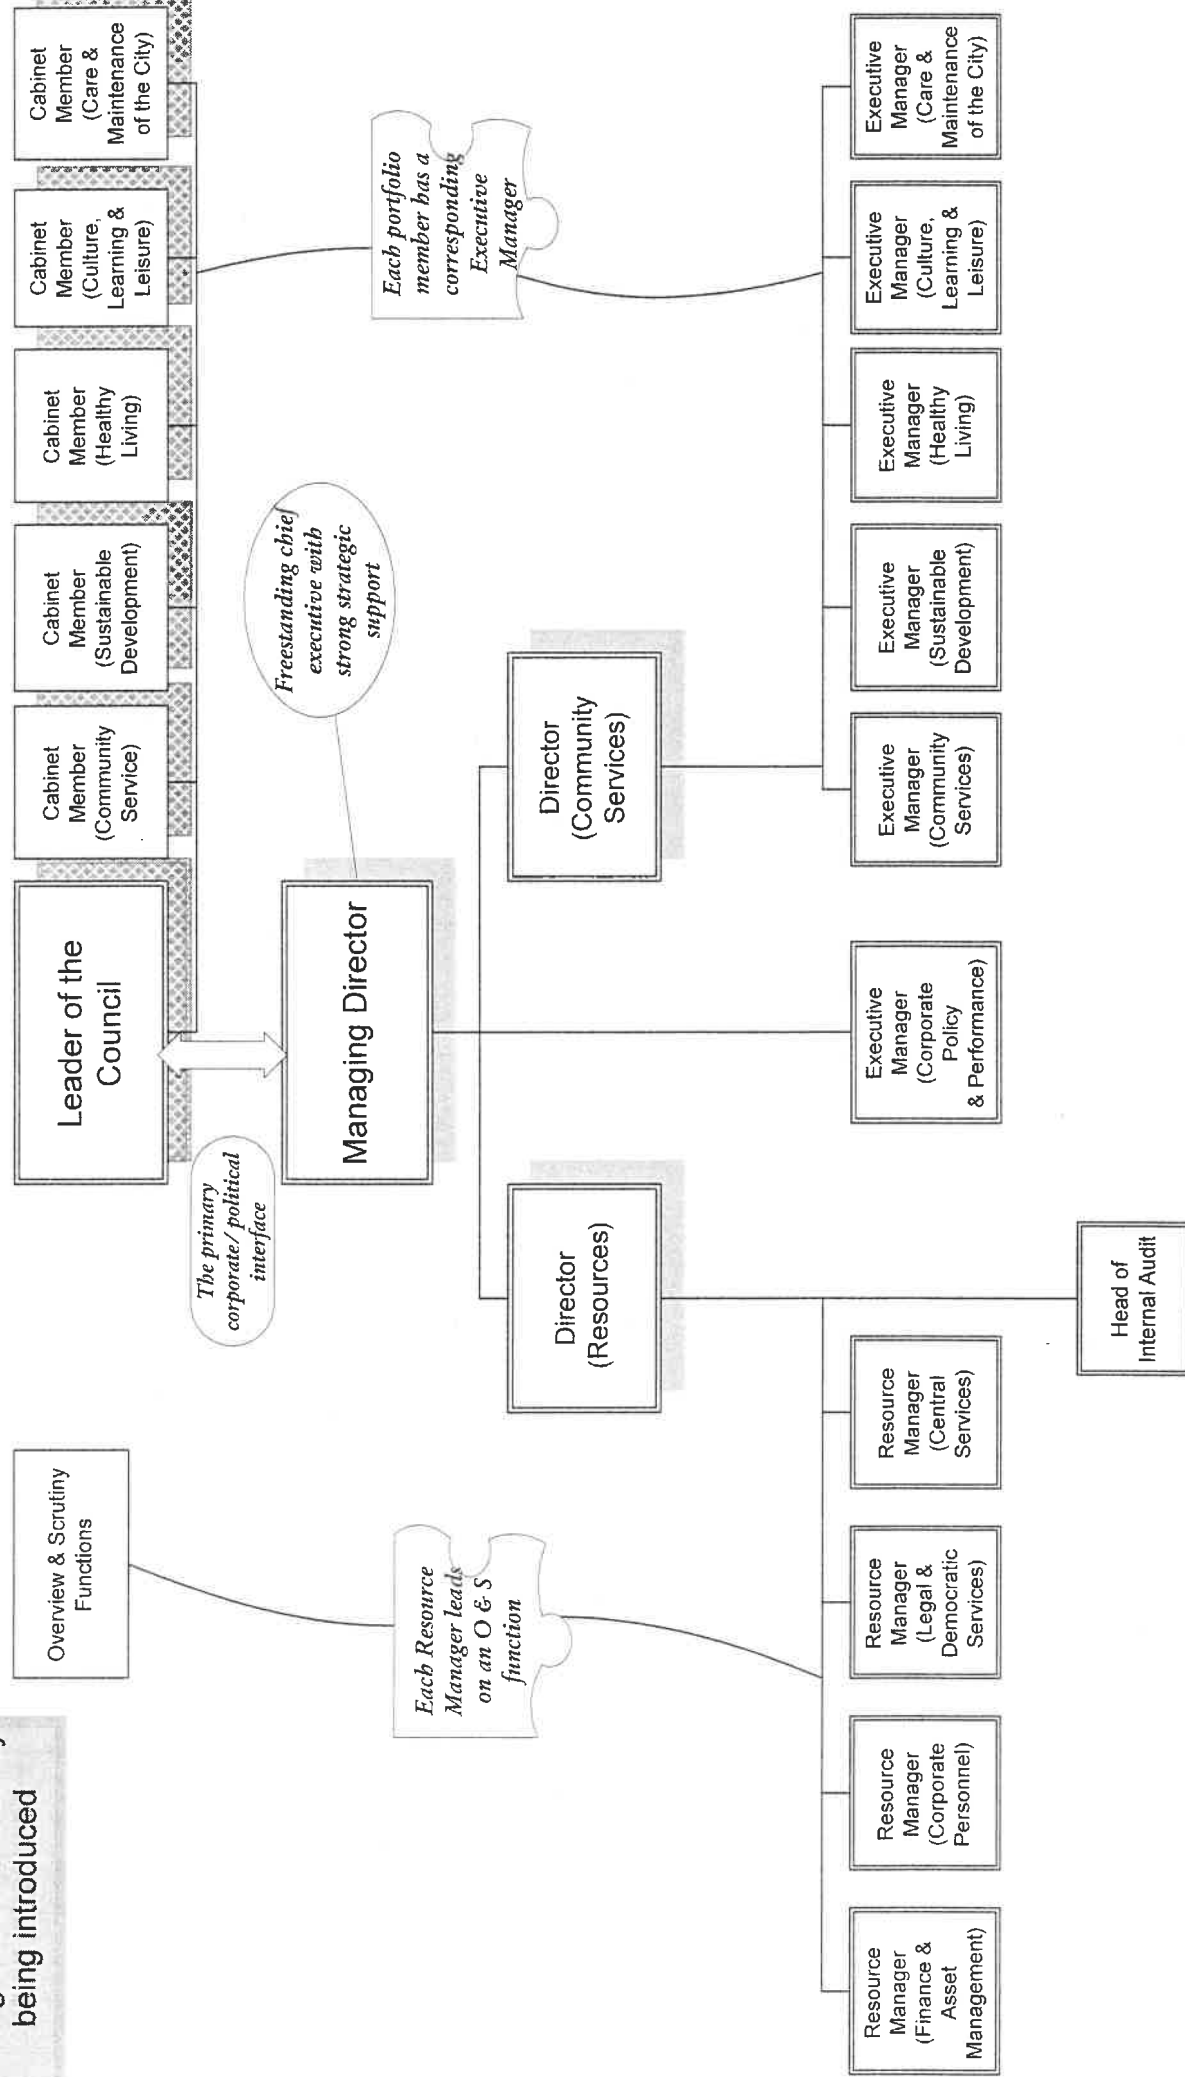 being introduced
Overview & Scrutiny
Functions
Leader of the
Council
Cabinet
Member
(Community
Service)
Cabinet
Member
(Sustainable
Development)
Cabinet
Member
(Healthy
Living)
Cabinet
Member
(Culture,
Learning &
Leisure)
Cabinet
Member
(Care &
Maintenance
of the City)
The primary
corporate/ political
interface
Managing Director
Freestanding chief
executive with
strong strategic
support
Each Resource
Manager leads
on an O & S
function
Each portfolio
member has a
corresponding
Executive
Manager
Director
(Resources)
Director
(Community
Services)
Resource
Manager
(Finance &
Asset
Management)
Resource
Manager
(Corporate
Personnel)
Resource
Manager
(Legal &
Democratic
Services)
Resource
Manager
(Central
Services)
Executive
Manager
(Corporate
Policy
& Performance)
Executive
Manager
(Community
Services)
Executive
Manager
(Sustainable
Development)
Executive
Manager
(Healthy
Living)
Executive
Manager
(Culture,
Learning &
Leisure)
Executive
Manager
(Care &
Maintenance
of the City)
Head of
Internal Audit